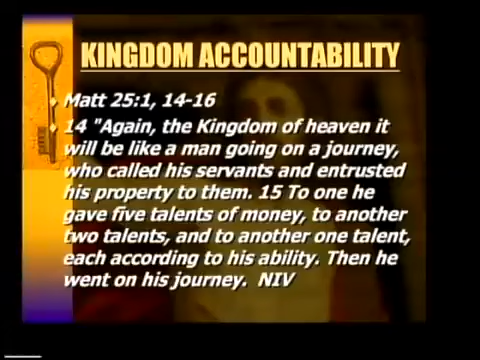 KINGDOM ACCOUNTABILITY
Matt 25:1, 14-16
14 "Again, the Kingdom of heaven it
will be like a man going on a journey,
who called his servants and entrusted
his property to them. 15 To one he
gave five talents of money, to another
two talents, and to another one talent,
each according to his ability. Then he
went on his journey. NIV